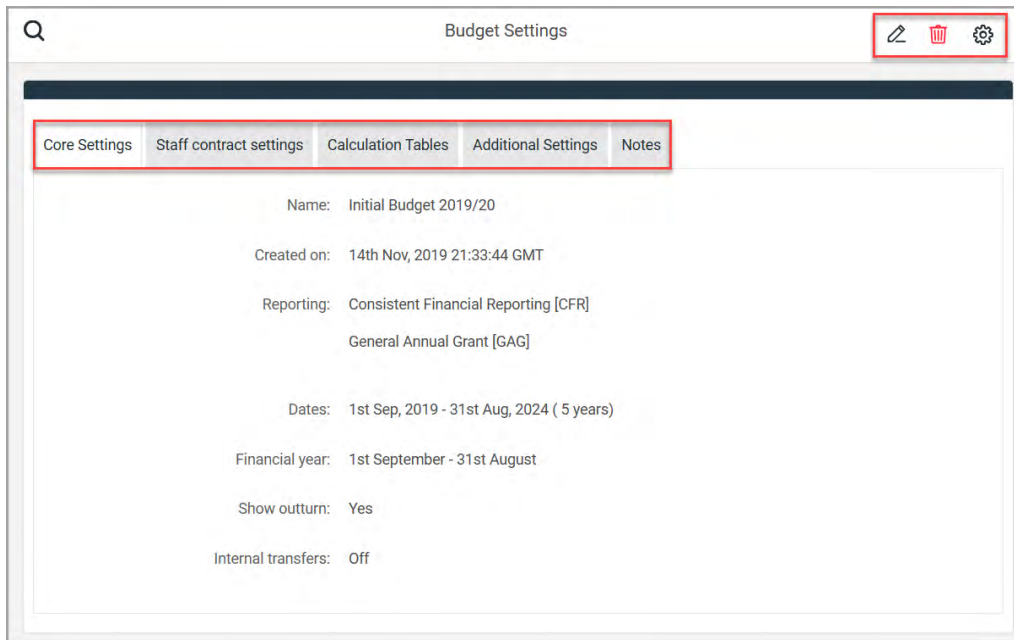 Budget Settings
Core Settings Staff contract settings Calculation Tables Additional Settings Notes
Name: Initial Budget 2019/20
Created on: 14th Nov, 2019 21:33:44 GMT
Reporting: Consistent Financial Reporting [CFR]
General Annual Grant [GAG]
Dates: 1st Sep, 2019 - 31st Aug, 2024 ( 5 years)
Financial year: 1st September - 31st August
Show outturn: Yes
Internal transfers: Off